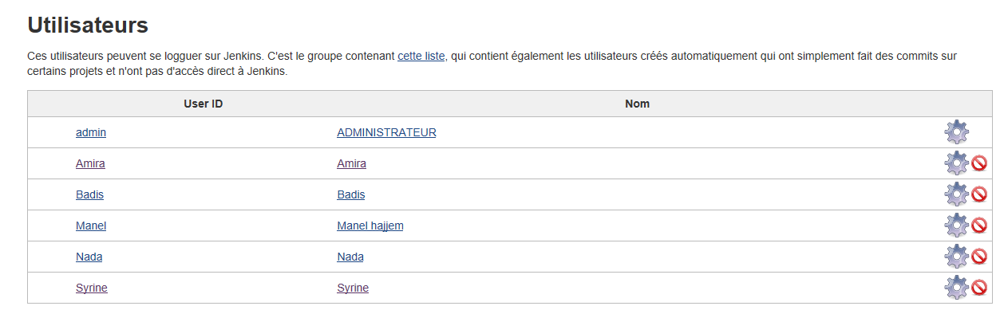 Utilisateurs
Ces utilisateurs peuvent se logguer sur Jenkins. C'est le groupe contenant cette liste, qui contient également les utilisateurs créés automatiquement qui ont simplement fait des commits sur
certains projets et n'ont pas d'accès direct à Jenkins.
User ID Nom
admin ADMINISTRATEUR
Amira Amira
Badis Badis
Manel Manel hajjem
Nada Nada
Syrine Syrine